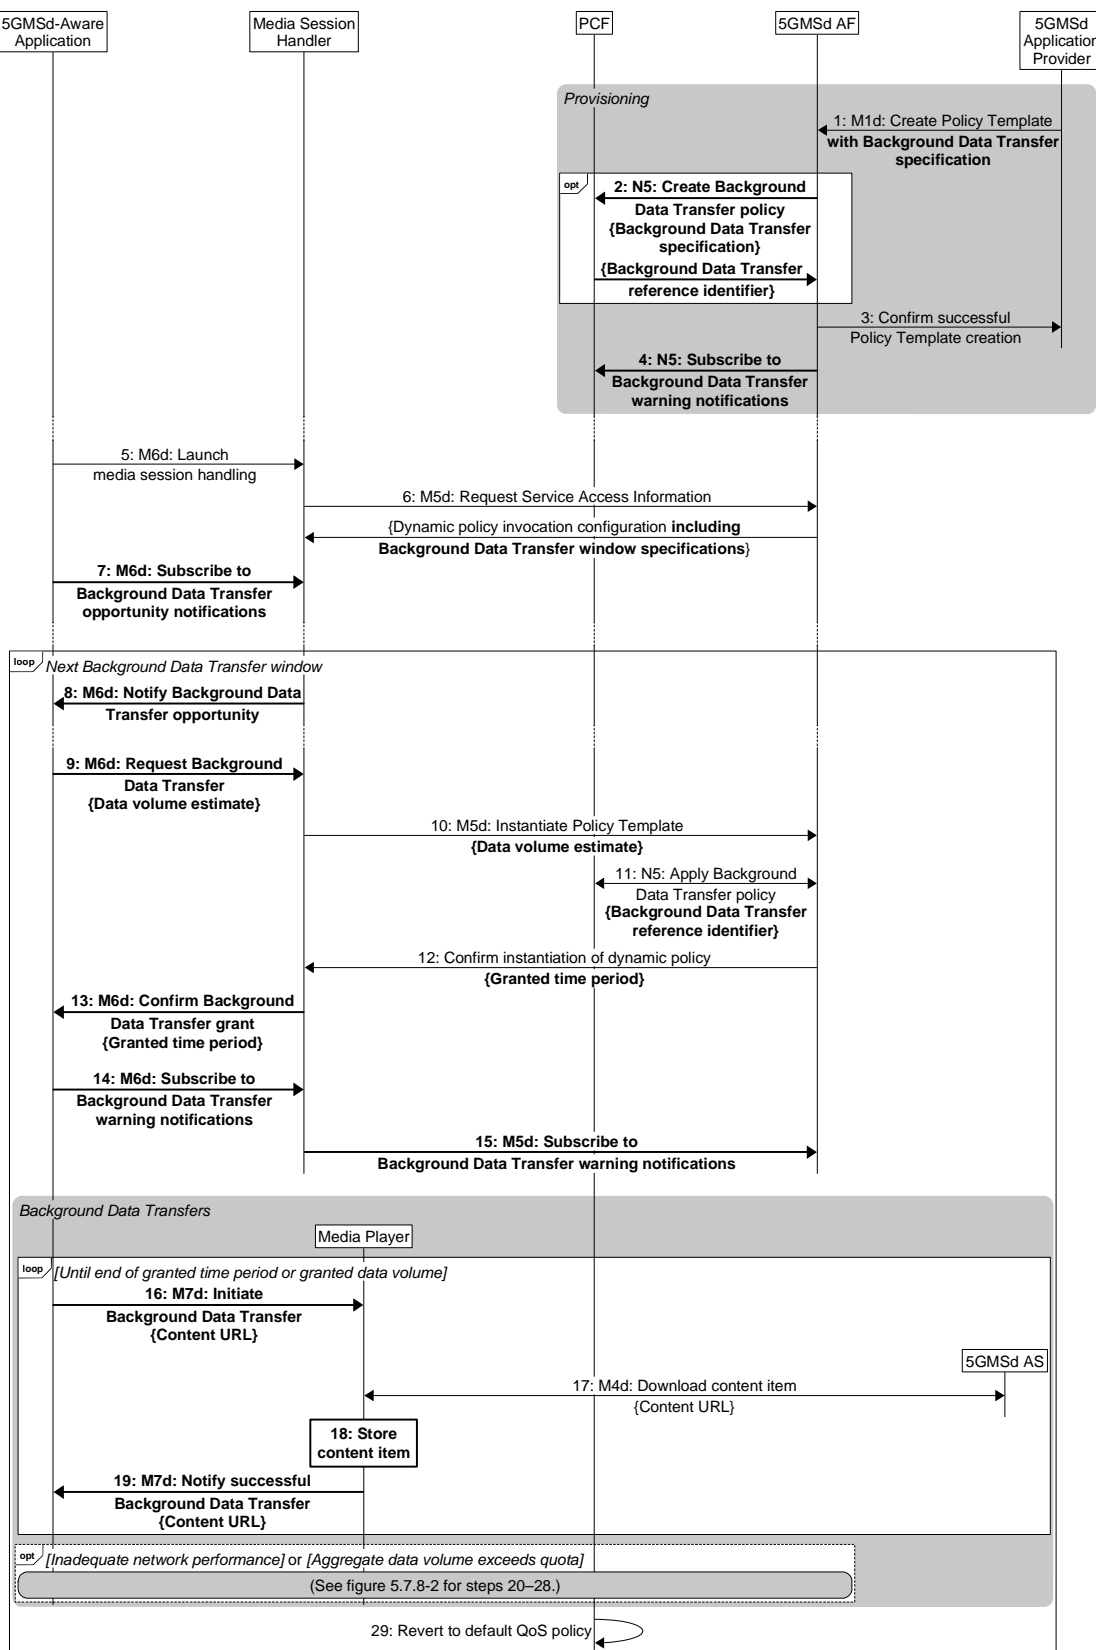 5GMSd-Aware
Application
Media Session
Handler
PCF
5GMSd AF
5GMSd
Application
Provider
Provisioning
1: M1d: Create Policy Template
with Background Data Transfer
specification
opt
2: N5: Create Background
Data Transfer policy
{Background Data Transfer
specification}
{Background Data Transfer
reference identifier}
3: Confirm successful
Policy Template creation
4: N5: Subscribe to
Background Data Transfer
warning notifications
5: M6d: Launch
media session handling
6: M5d: Request Service Access Information
{Dynamic policy invocation configuration including
Background Data Transfer window specifications}
7: M6d: Subscribe to
Background Data Transfer
opportunity notifications
loop
Next Background Data Transfer window
8: M6d: Notify Background Data
Transfer opportunity
9: M6d: Request Background
Data Transfer
{Data volume estimate}
10: M5d: Instantiate Policy Template
{Data volume estimate}
11: N5: Apply Background
Data Transfer policy
{Background Data Transfer
reference identifier}
12: Confirm instantiation of dynamic policy
{Granted time period}
13: M6d: Confirm Background
Data Transfer grant
{Granted time period}
14: M6d: Subscribe to
Background Data Transfer
warning notifications
15: M5d: Subscribe to
Background Data Transfer warning notifications
Background Data Transfers
Media Player
loop
[Until end of granted time period or granted data volume]
16: M7d: Initiate
Background Data Transfer
{Content URL}
5GMSd AS
17: M4d: Download content item
{Content URL}
18: Store
content item
19: M7d: Notify successful
Background Data Transfer
{Content URL}
opt
[Inadequate network performance] or [Aggregate data volume exceeds quota]
(See figure 5.7.8-2 for steps 20–28.)
29: Revert to default QoS policy